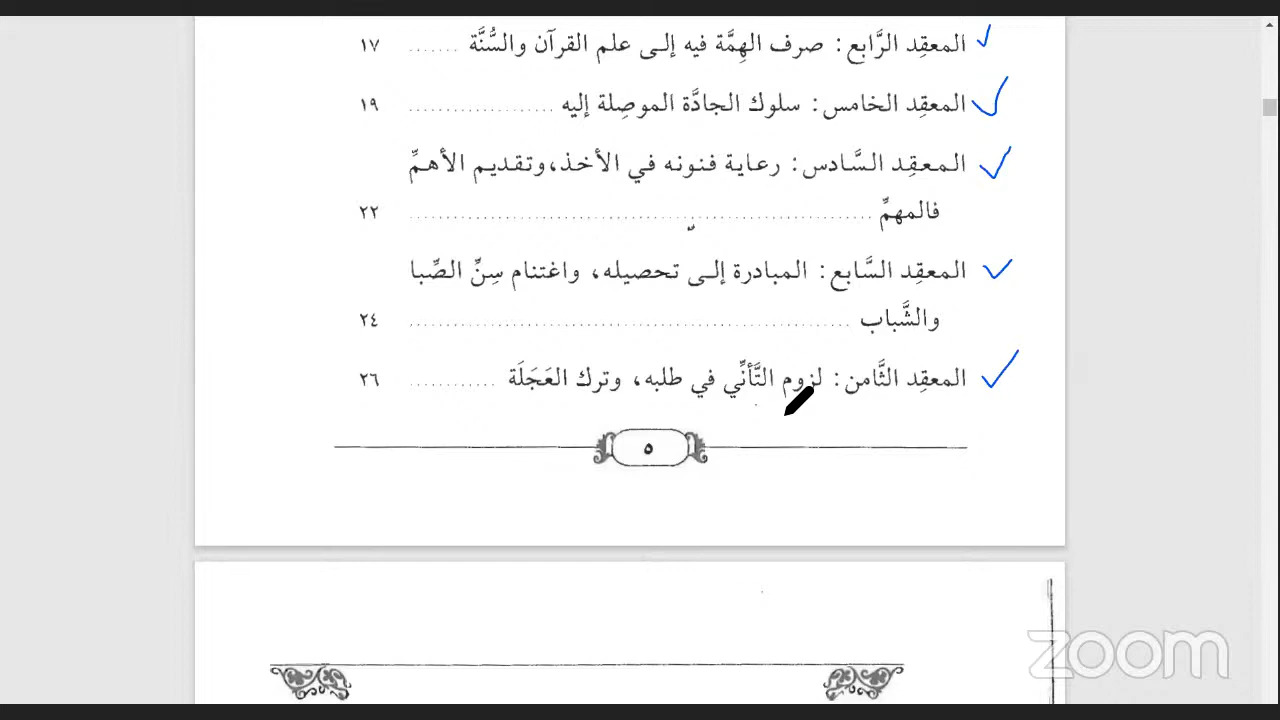 المعقِد الرَّابع: صرف الهِمَّة فيه إلى علم القرآن والسُّنَّة ....... ١٧
المعقِد الخامس: سلوك الجادَّة الموصِلة إليه .................... ١٩
المعقِد السَّادس: رعاية فنونه في الأخذ، وتقديم الأهمِّ
فالمهمِّ .................................................. ٢٢
المعقِد السَّابع: المبادرة إلى تحصيله، واغتنام سِنِّ الصِّبا
والشَّباب .................................................. ٢٤
المعقِد الثَّامن: لزوم التَّأنِّي في طلبه، وترك العَجَلَة ............ ٢٦
٥
zoom